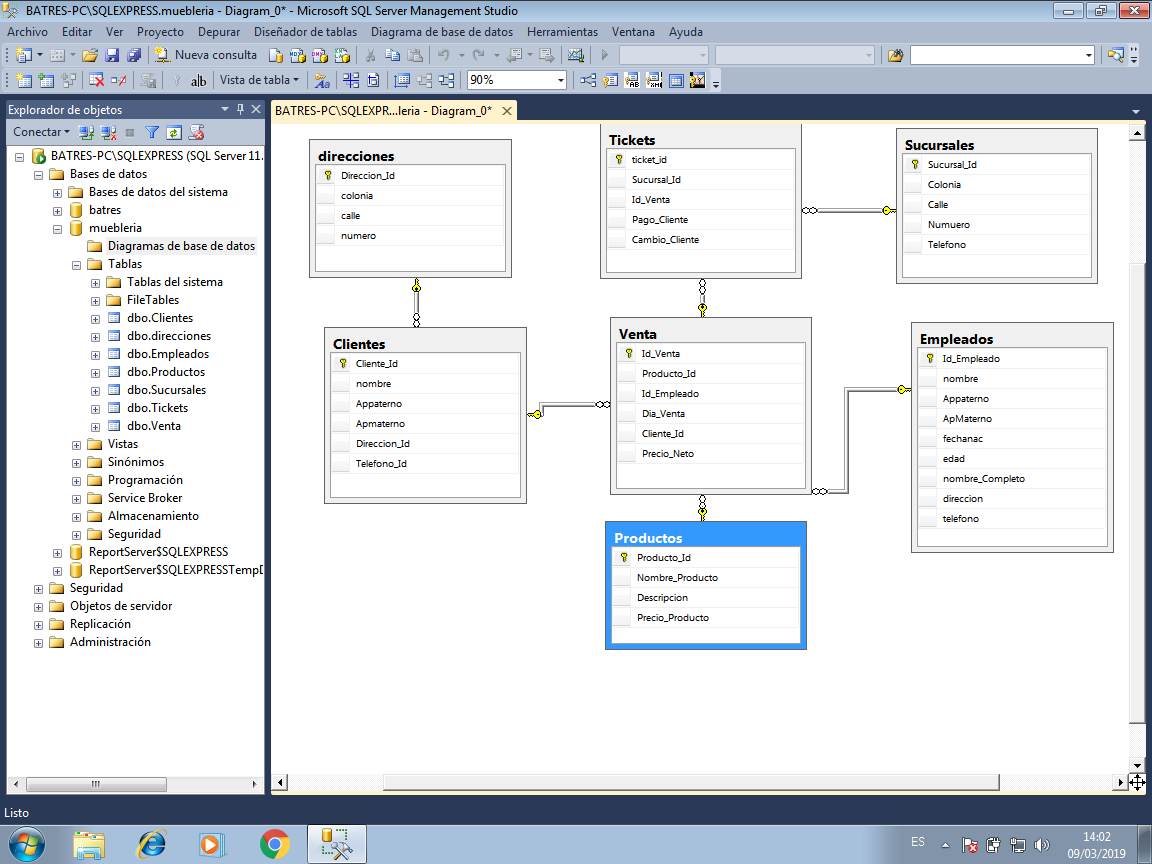 BATRES-PC\SQLEXPRESS.muebleria - Diagram_0* - Microsoft SQL Server Management Studio
Archivo Editar Ver Proyecto Depurar Diseñador de tablas Diagrama de base de datos Herramientas Ventana Ayuda
Nueva consulta
Vista de tabla 90%
Explorador de objetos
Conectar
BATRES-PC\SQLEXPRESS (SQL Server 11.
Bases de datos
Bases de datos del sistema
batres
muebleria
Diagramas de base de datos
Tablas
Tablas del sistema
FileTables
dbo.Clientes
dbo.direcciones
dbo.Empleados
dbo.Productos
dbo.Sucursales
dbo.Tickets
dbo.Venta
Vistas
Sinónimos
Programación
Service Broker
Almacenamiento
Seguridad
ReportServer$SQLEXPRESS
ReportServer$SQLEXPRESSTempD
Seguridad
Objetos de servidor
Replicación
Administración
BATRES-PC\SQLEXPR...leria - Diagram_0*
direcciones
Direccion_Id
colonia
calle
numero
Tickets
ticket_id
Sucursal_Id
Id_Venta
Pago_Cliente
Cambio_Cliente
Sucursales
Sucursal_Id
Colonia
Calle
Numuero
Telefono
Clientes
Cliente_Id
nombre
Appaterno
Apmaterno
Direccion_Id
Telefono_Id
Venta
Id_Venta
Producto_Id
Id_Empleado
Dia_Venta
Cliente_Id
Precio_Neto
Empleados
Id_Empleado
nombre
Appaterno
ApMaterno
fechanac
edad
nombre_Completo
direccion
telefono
Productos
Producto_Id
Nombre_Producto
Descripcion
Precio_Producto
Listo
ES
14:02
09/03/2019